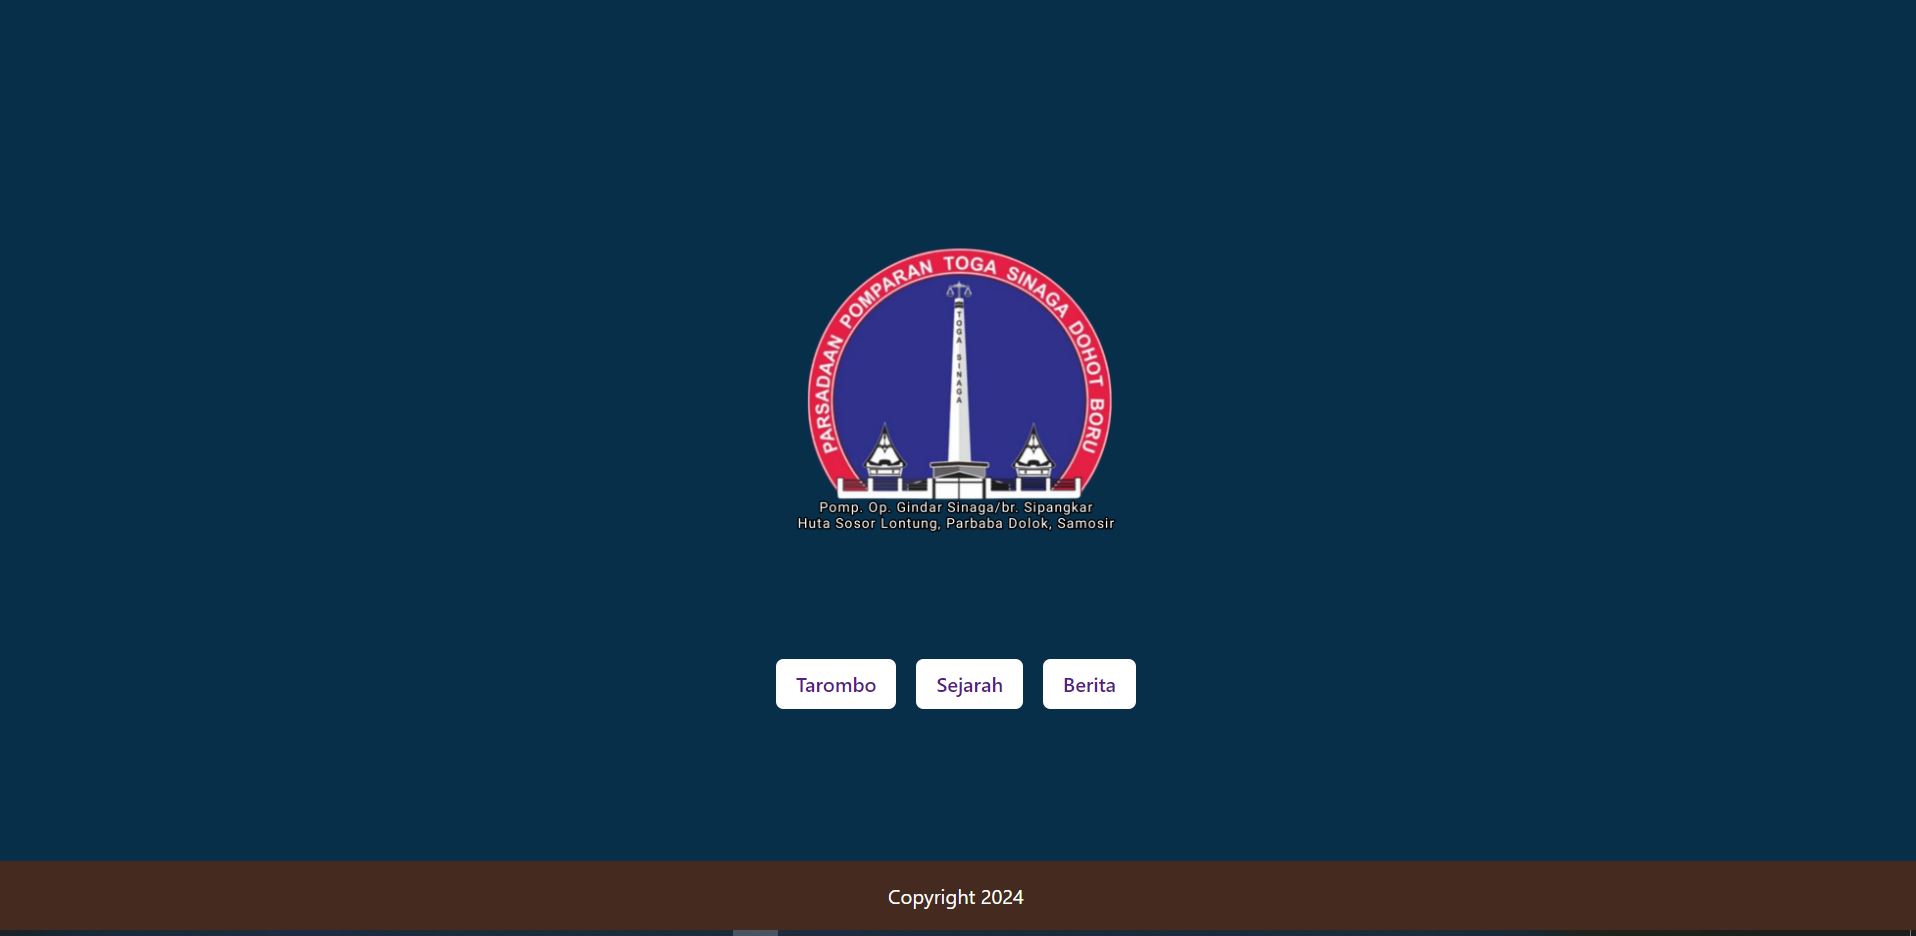 PARSADAAN POMPARAN TOGA SINAGA DOHOT BORU
TOGA SINAGA
Pomp. Op. Gindar Sinaga/br. Sipangkar
Huta Sosor Lontung, Parbaba Dolok, Samosir
Tarombo
Sejarah
Berita
Copyright 2024